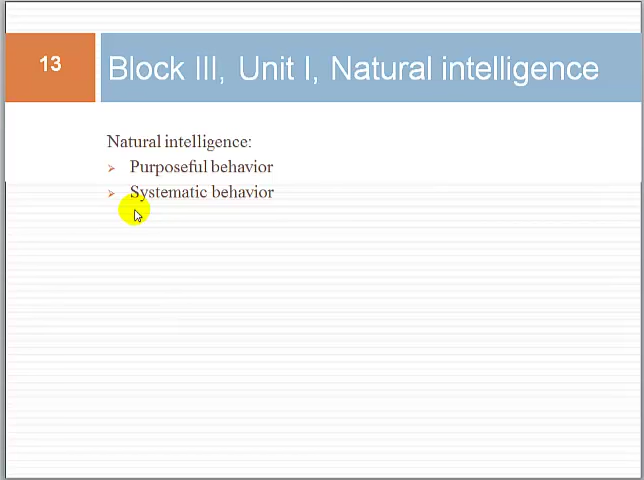 13
Block III, Unit I, Natural intelligence
Natural intelligence:
➢ Purposeful behavior
➢ Systematic behavior